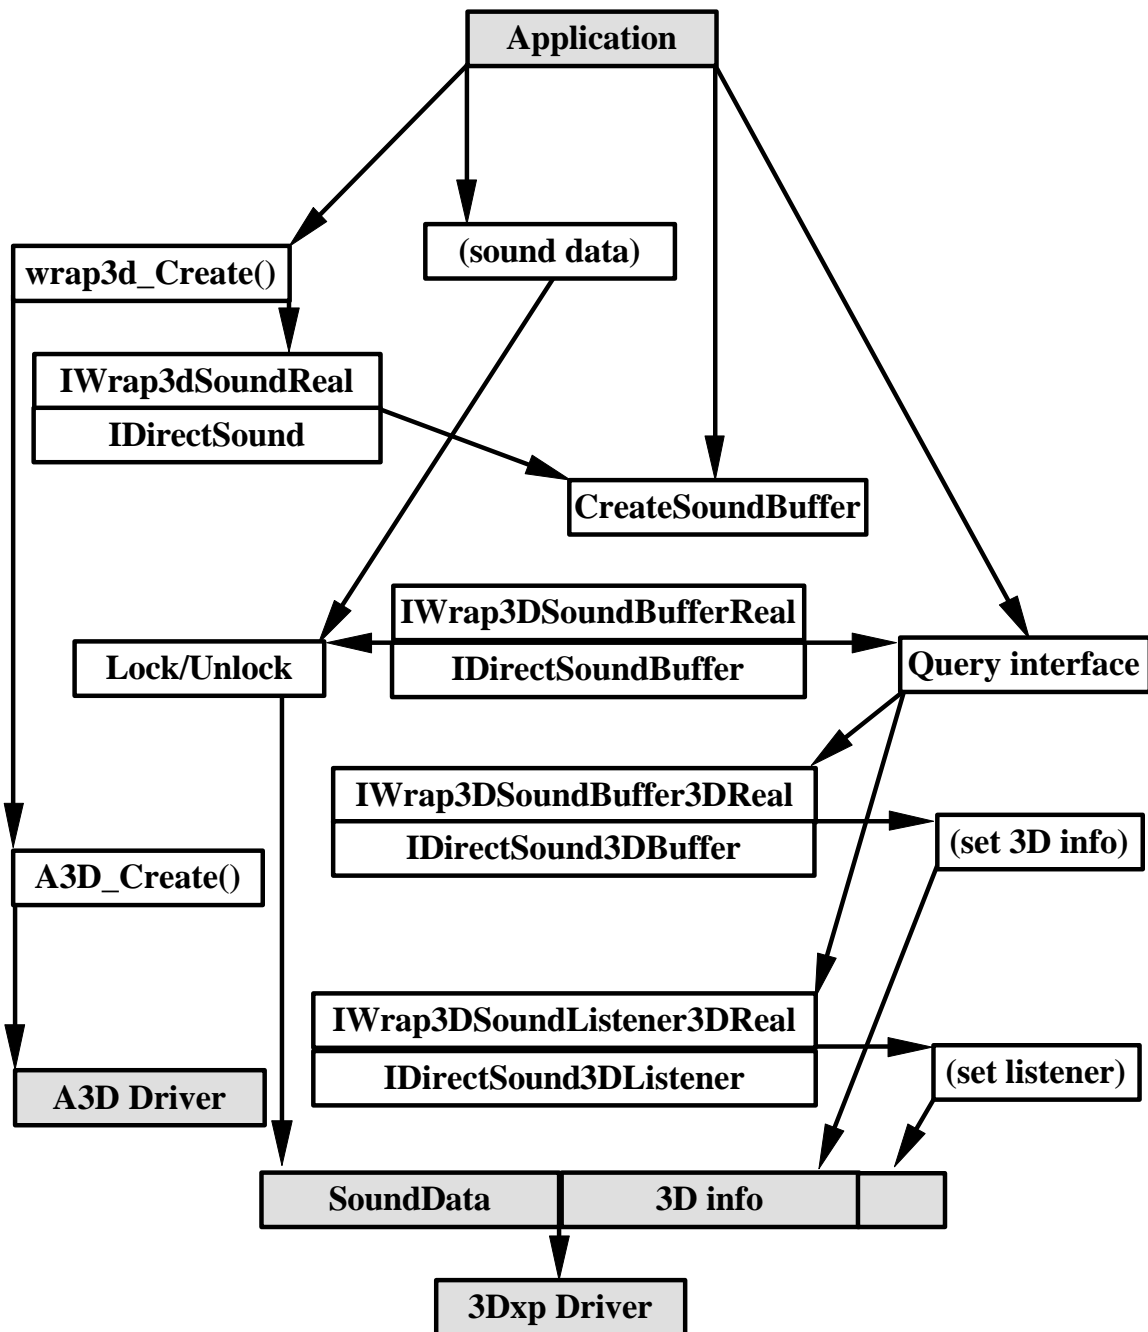 Application
(sound data)
wrap3d_Create()
IWrap3dSoundReal
IDirectSound
CreateSoundBuffer
IWrap3DSoundBufferReal
Lock/Unlock
IDirectSoundBuffer
Query interface
IWrap3DSoundBuffer3DReal
IDirectSound3DBuffer
(set 3D info)
A3D_Create()
IWrap3DSoundListener3DReal
IDirectSound3DListener
(set listener)
A3D Driver
SoundData
3D info
3Dxp Driver